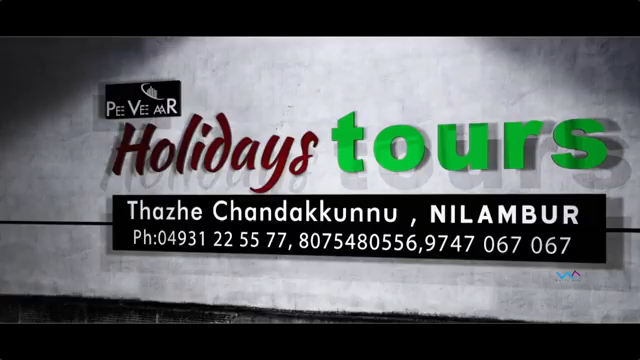 PEE VEE AAR
Holidays tours
Thazhe Chandakkunnu , NILAMBUR
Ph:04931 22 55 77, 8075480556,9747 067 067